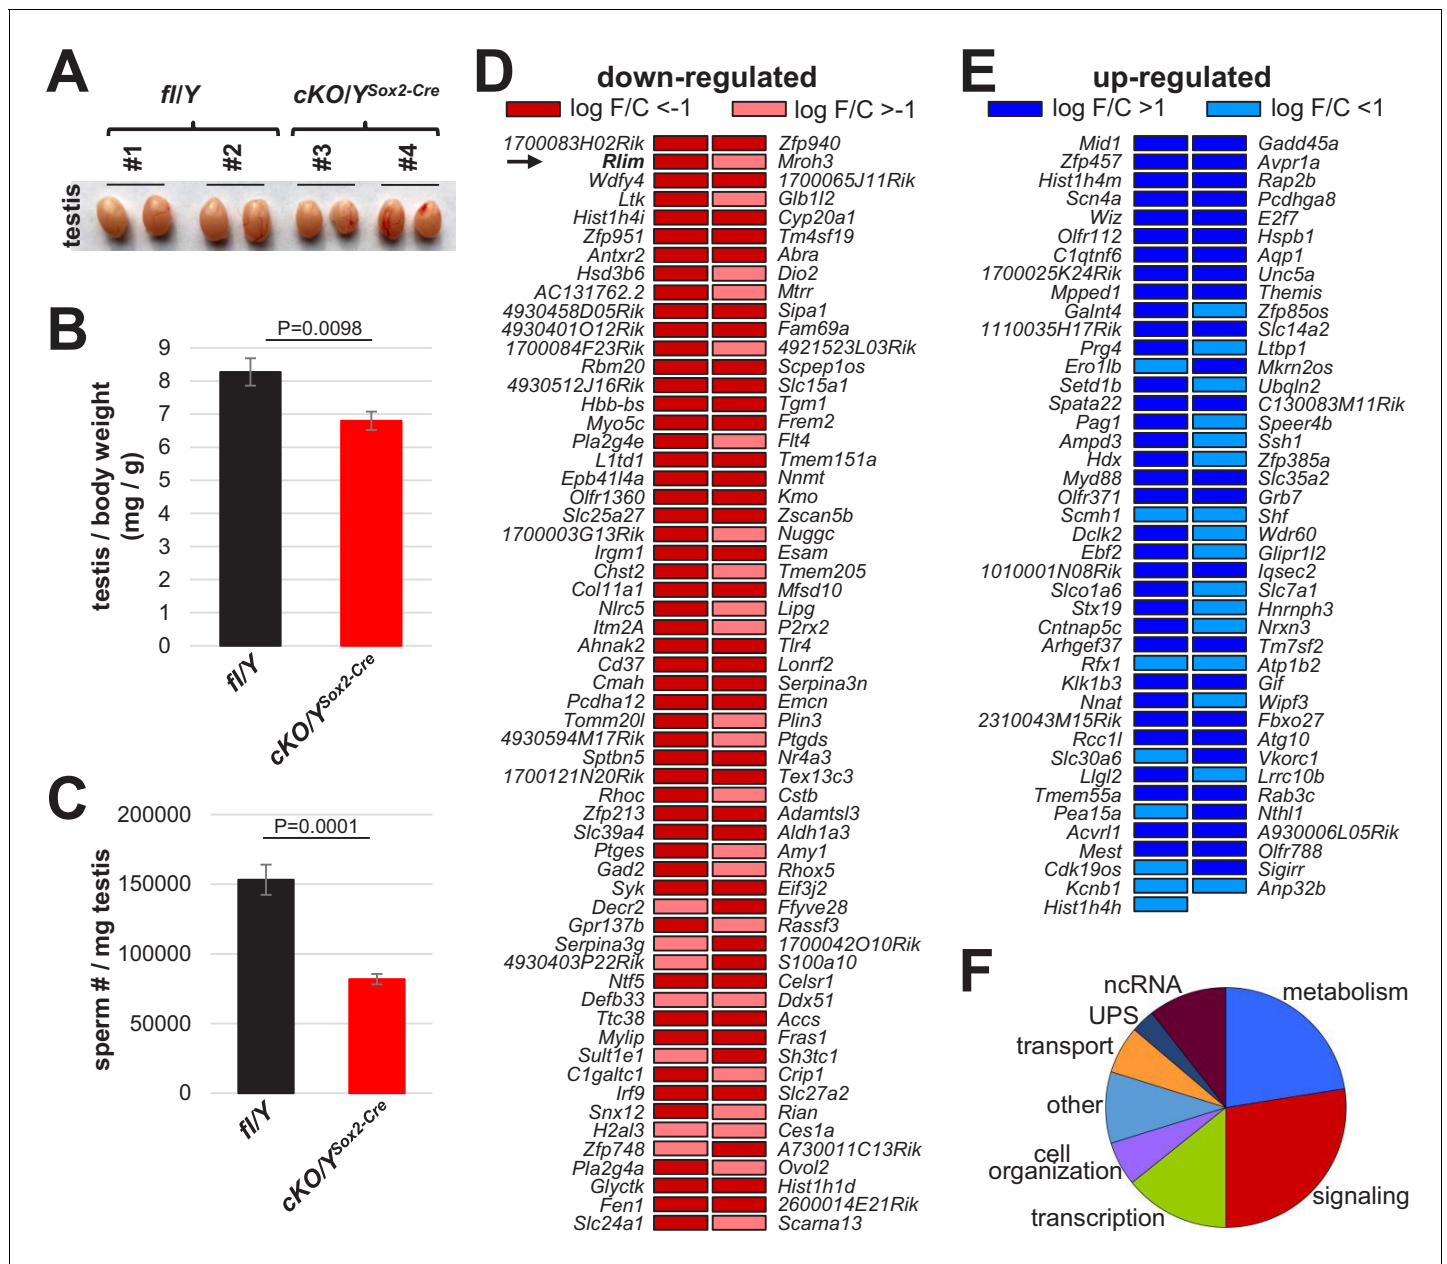 A
fl/Y
cKO/Y^Sox2-Cre
#1
#2
#3
#4
testis
B
P=0.0098
testis / body weight
(mg / g)
9
8
7
6
5
4
3
2
1
0
fl/Y
cKO/Y^Sox2-Cre
C
P=0.0001
sperm # / mg testis
200000
150000
100000
50000
0
fl/Y
cKO/Y^Sox2-Cre
D
down-regulated
log F/C <-1
log F/C >-1
1700083H02Rik Zfp940
Rlim Mroh3
Wdfy4 1700065J11Rik
Ltk Glb1l2
Hist1h4i Cyp20a1
Zfp951 Tm4sf19
Antxr2 Abra
Hsd3b6 Dio2
AC131762.2 Mtrr
4930458D05Rik Sipa1
4930401O12Rik Fam69a
1700084F23Rik 4921523L03Rik
Rbm20 Scpep1os
4930512J16Rik Slc15a1
Hbb-bs Tgm1
Myo5c Frem2
Pla2g4e Flt4
L1td1 Tmem151a
Epb41l4a Nnmt
Olfr1360 Kmo
Slc25a27 Zscan5b
1700003G13Rik Nuggc
Irgm1 Esam
Chst2 Tmem205
Col11a1 Mfsd10
Nlrc5 Lipg
Itm2A P2rx2
Ahnak2 Tlr4
Cd37 Lonrf2
Cmah Serpina3n
Pcdha12 Emcn
Tomm20l Plin3
4930594M17Rik Ptgds
Sptbn5 Nr4a3
1700121N20Rik Tex13c3
Rhoc Cstb
Zfp213 Adamtsl3
Slc39a4 Aldh1a3
Ptges Amy1
Gad2 Rhox5
Syk Eif3j2
Decr2 Ffyve28
Gpr137b Rassf3
Serpina3g 1700042O10Rik
4930403P22Rik S100a10
Ntf5 Celsr1
Defb33 Ddx51
Ttc38 Accs
Mylip Fras1
Sult1e1 Sh3tc1
C1galtc1 Crip1
Irf9 Slc27a2
Snx12 Rian
H2al3 Ces1a
Zfp748 A730011C13Rik
Pla2g4a Ovol2
Glyctk Hist1h1d
Fen1 2600014E21Rik
Slc24a1 Scarna13
E
up-regulated
log F/C >1
log F/C <1
Mid1 Gadd45a
Zfp457 Avpr1a
Hist1h4m Rap2b
Scn4a Pcdhga8
Wiz E2f7
Olfr112 Hspb1
C1qtnf6 Aqp1
1700025K24Rik Unc5a
Mpped1 Themis
Galnt4 Zfp85os
1110035H17Rik Slc14a2
Prg4 Ltbp1
Ero1lb Mkrn2os
Setd1b Ubqln2
Spata22 C130083M11Rik
Pag1 Speer4b
Ampd3 Ssh1
Hdx Zfp385a
Myd88 Slc35a2
Olfr371 Grb7
Scmh1 Shf
Dclk2 Wdr60
Ebf2 Glipr1l2
1010001N08Rik Iqsec2
Slco1a6 Slc7a1
Stx19 Hnrnph3
Cntnap5c Nrxn3
Arhgef37 Tm7sf2
Rfx1 Atp1b2
Klk1b3 Gif
Nnat Wipf3
2310043M15Rik Fbxo27
Rcc1l Atg10
Slc30a6 Vkorc1
Llgl2 Lrrc10b
Tmem55a Rab3c
Pea15a Nthl1
Acvrl1 A930006L05Rik
Mest Olfr788
Cdk19os Sigirr
Kcnb1 Anp32b
Hist1h4h
F
ncRNA
metabolism
UPS
transport
other
cell
organization
transcription
signaling